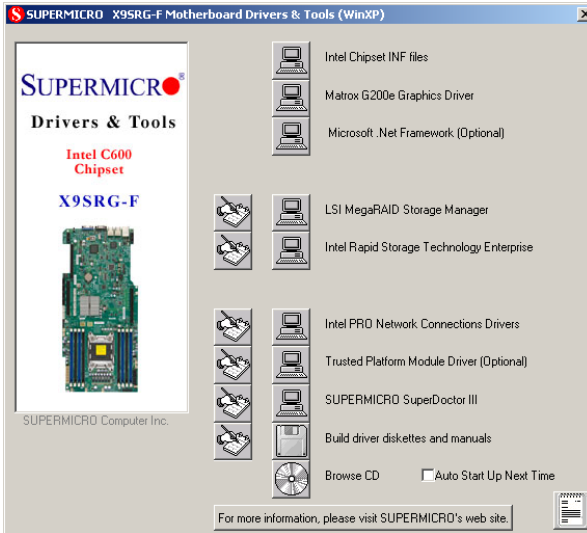 SUPERMICRO X9SRG-F Motherboard Drivers & Tools (WinXP)
SUPERMICRO®
Drivers & Tools
Intel C600
Chipset
X9SRG-F
SUPERMICRO Computer Inc.
Intel Chipset INF files
Matrox G200e Graphics Driver
Microsoft .Net Framework (Optional)
LSI MegaRAID Storage Manager
Intel Rapid Storage Technology Enterprise
Intel PRO Network Connections Drivers
Trusted Platform Module Driver (Optional)
SUPERMICRO SuperDoctor III
Build driver diskettes and manuals
Browse CD
Auto Start Up Next Time
For more information, please visit SUPERMICRO's web site.